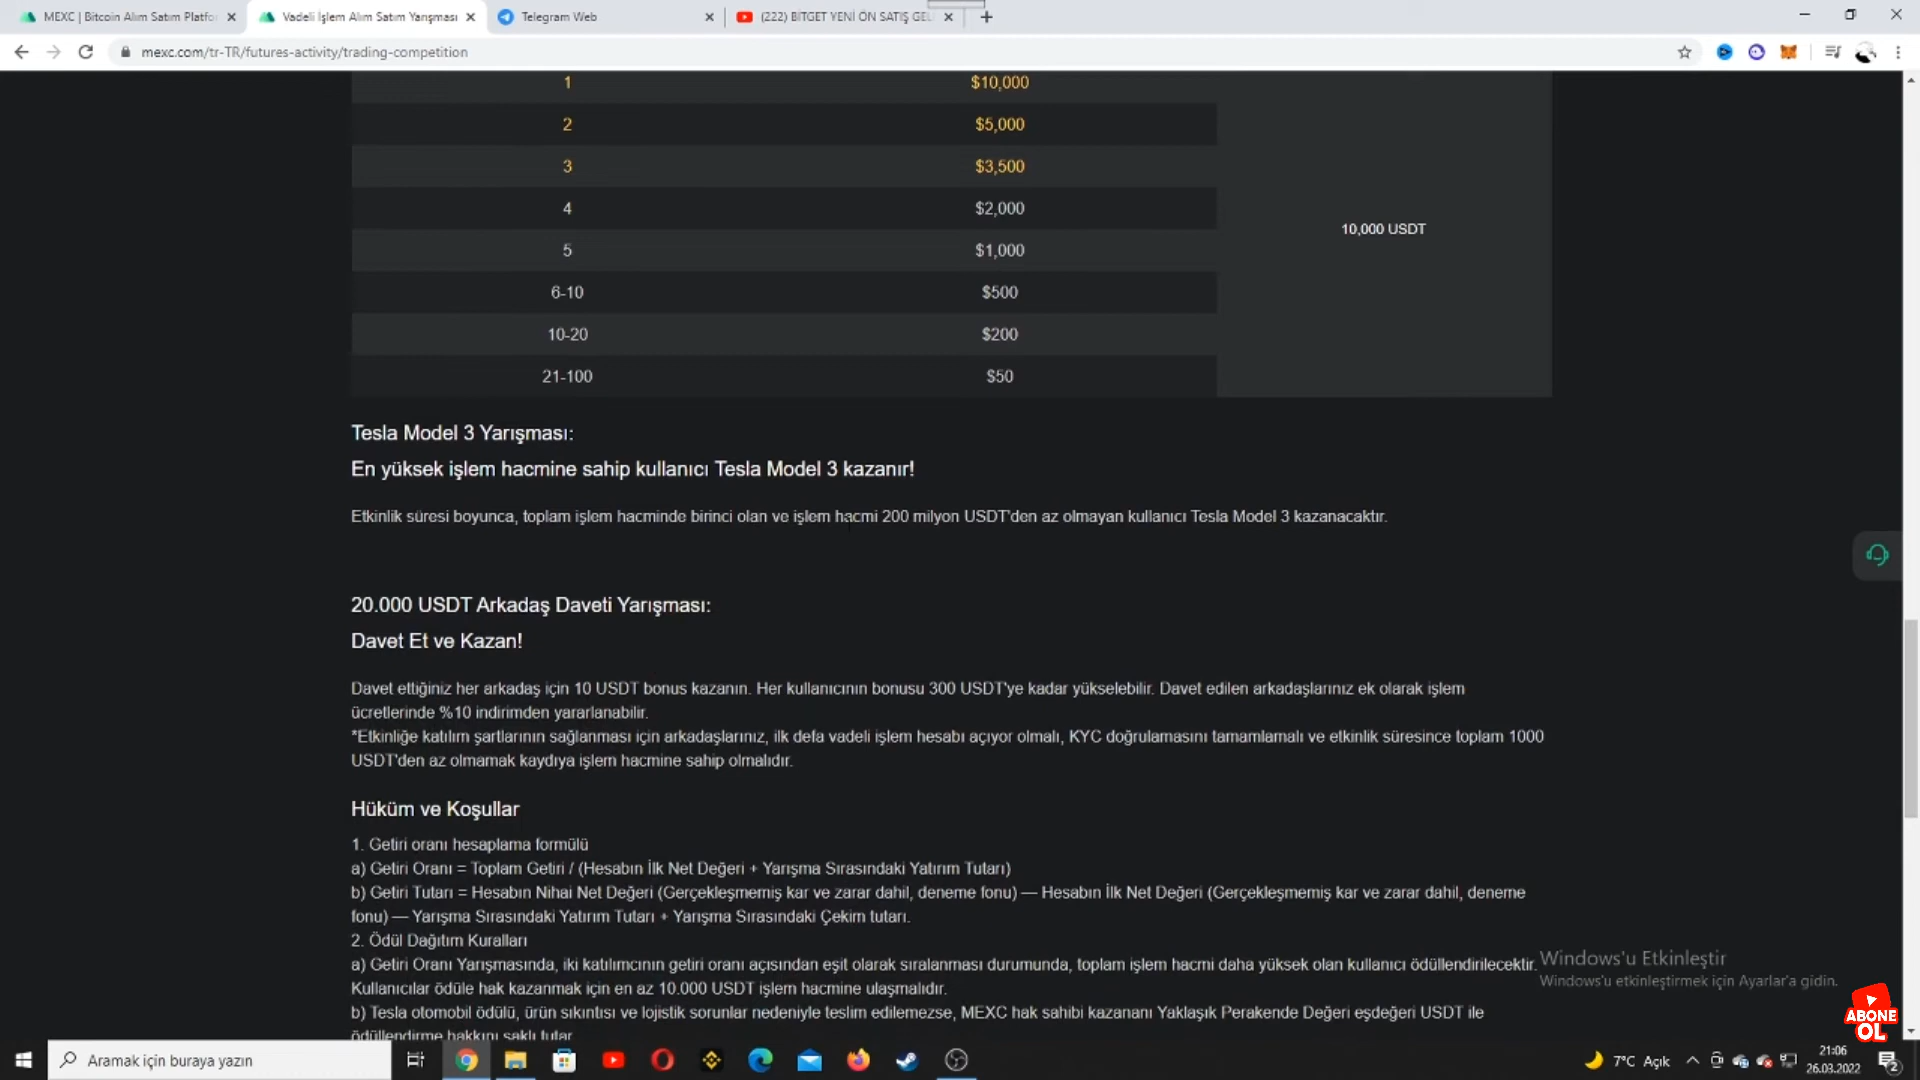 MEXC | Bitcoin Alım Satım Platfo
Vadeli İşlem Alım Satım Yarışması
Telegram Web
(222) BİTGET YENİ ÖN SATIŞ GEL
mexc.com/tr-TR/futures-activity/trading-competition
1 $10,000
2 $5,000
3 $3,500
4 $2,000
10,000 USDT
5 $1,000
6-10 $500
10-20 $200
21-100 $50
Tesla Model 3 Yarışması:
En yüksek işlem hacmine sahip kullanıcı Tesla Model 3 kazanır!
Etkinlik süresi boyunca, toplam işlem hacminde birinci olan ve işlem hacmi 200 milyon USDT'den az olmayan kullanıcı Tesla Model 3 kazanacaktır.
20.000 USDT Arkadaş Daveti Yarışması:
Davet Et ve Kazan!
Davet ettiğiniz her arkadaş için 10 USDT bonus kazanın. Her kullanıcının bonusu 300 USDT'ye kadar yükselebilir. Davet edilen arkadaşlarınız ek olarak işlem
ücretlerinde %10 indirimden yararlanabilir.
*Etkinliğe katılım şartlarının sağlanması için arkadaşlarınız, ilk defa vadeli işlem hesabı açıyor olmalı, KYC doğrulamasını tamamlamalı ve etkinlik süresince toplam 1000
USDT'den az olmamak kaydıya işlem hacmine sahip olmalıdır.
Hüküm ve Koşullar
1. Getiri oranı hesaplama formülü
a) Getiri Oranı = Toplam Getiri / (Hesabın İlk Net Değeri + Yarışma Sırasındaki Yatırım Tutarı)
b) Getiri Tutarı = Hesabın Nihai Net Değeri (Gerçekleşmemiş kar ve zarar dahil, deneme fonu) — Hesabın İlk Net Değeri (Gerçekleşmemiş kar ve zarar dahil, deneme
fonu) — Yarışma Sırasındaki Yatırım Tutarı + Yarışma Sırasındaki Çekim tutarı.
2. Ödül Dağıtım Kuralları
a) Getiri Oranı Yarışmasında, iki katılımcının getiri oranı açısından eşit olarak sıralanması durumunda, toplam işlem hacmi daha yüksek olan kullanıcı ödüllendirilecektir.
Kullanıcılar ödüle hak kazanmak için en az 10.000 USDT işlem hacmine ulaşmalıdır.
b) Tesla otomobil ödülü, ürün sıkıntısı ve lojistik sorunlar nedeniyle teslim edilemezse, MEXC hak sahibi kazananı Yaklaşık Perakende Değeri eşdeğeri USDT ile
ödüllendirme hakkını saklı tutar
Windows'u Etkinleştir
Windows'u etkinleştirmek için Ayarlar'a gidin.
ABONE
OL
Aramak için buraya yazın
7°C Açık
21:06
26.03.2022
2